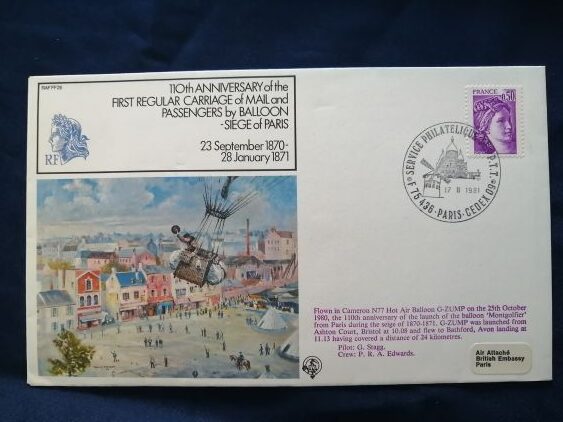 RAF FF26
110th ANNIVERSARY of the
FIRST REGULAR CARRIAGE of MAIL and
PASSENGERS by BALLOON
- SIEGE of PARIS
23 September 1870-
28 January 1871
RF
FRANCE
0,50
SERVICE PHILATELIQUE
P.T.T.
17 1981
75436 · PARIS · CEDEX 09
Flown in Cameron N77 Hot Air Balloon G-ZUMP on the 25th October
1980, the 110th anniversary of the launch of the balloon 'Montgolfier'
from Paris during the seige of 1870-1871. G-ZUMP was launched from
Ashton Court, Bristol at 10.08 and flew to Bathford, Avon landing at
11.13 having covered a distance of 24 kilometres.
Pilot: G. Stagg.
Crew: P. R. A. Edwards.
Air Attaché
British Embassy
Paris